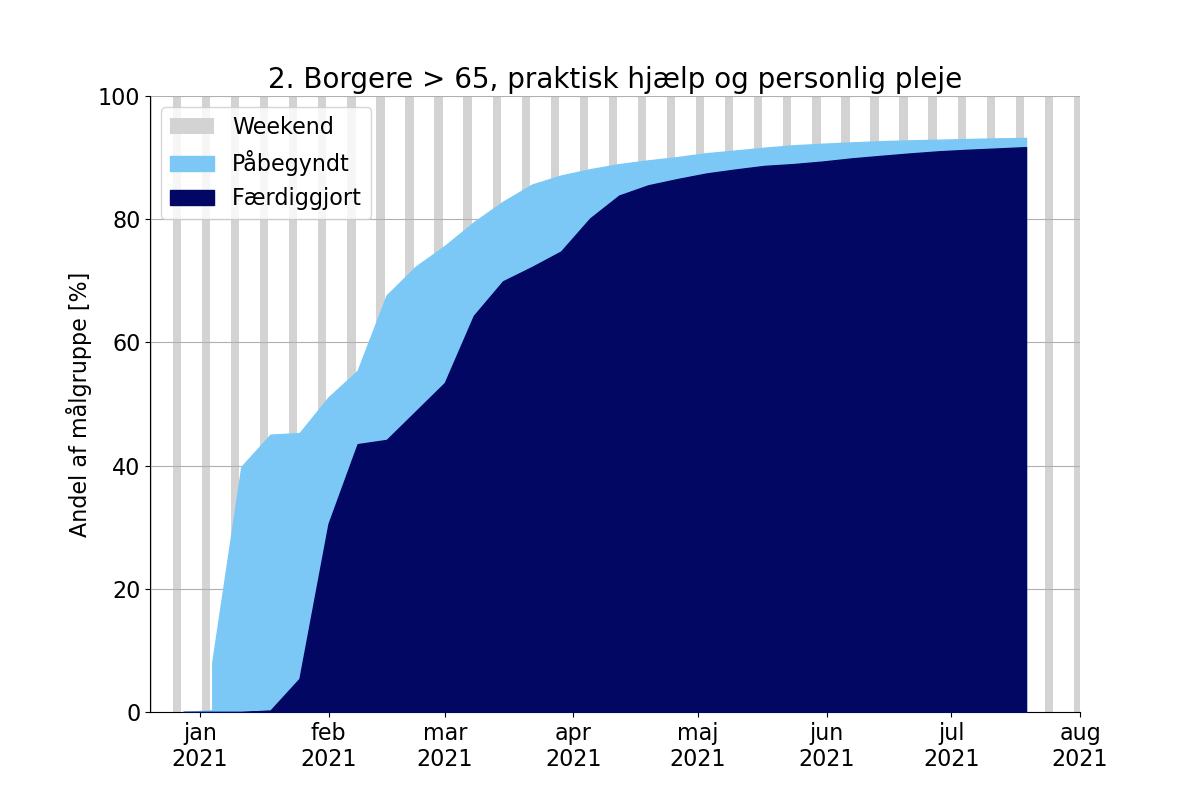 2. Borgere > 65, praktisk hjælp og personlig pleje
Weekend
Påbegyndt
Færdiggjort
Andel af målgruppe [%]
100
80
60
40
20
0
jan
2021
feb
2021
mar
2021
apr
2021
maj
2021
jun
2021
jul
2021
aug
2021